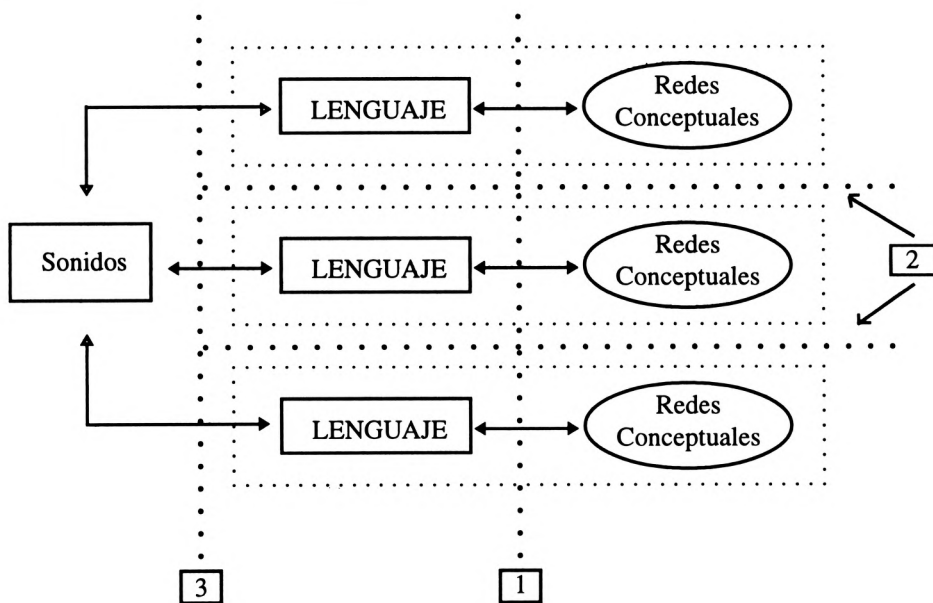 Redes
Conceptuales
LENGUAJE
Redes
Conceptuales
Sonidos
LENGUAJE
2
Redes
Conceptuales
LENGUAJE
3
1